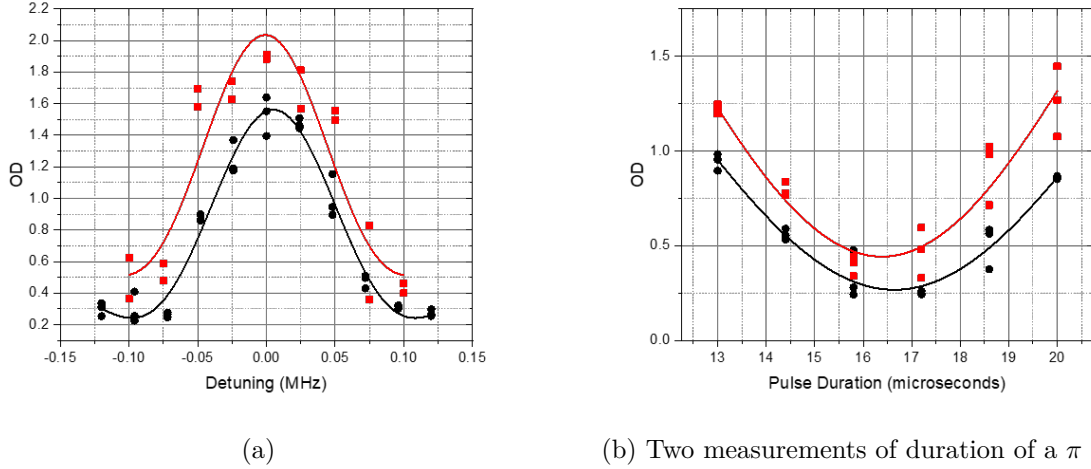 2.2
2.0
1.8
1.6
1.4
1.2
1.0
0.8
0.6
0.4
0.2
OD
-0.15 -0.10 -0.05 0.00 0.05 0.10 0.15
Detuning (MHz)
(a)
1.5
1.0
0.5
0.0
OD
13 14 15 16 17 18 19 20
Pulse Duration (microseconds)
(b) Two measurements of duration of a π